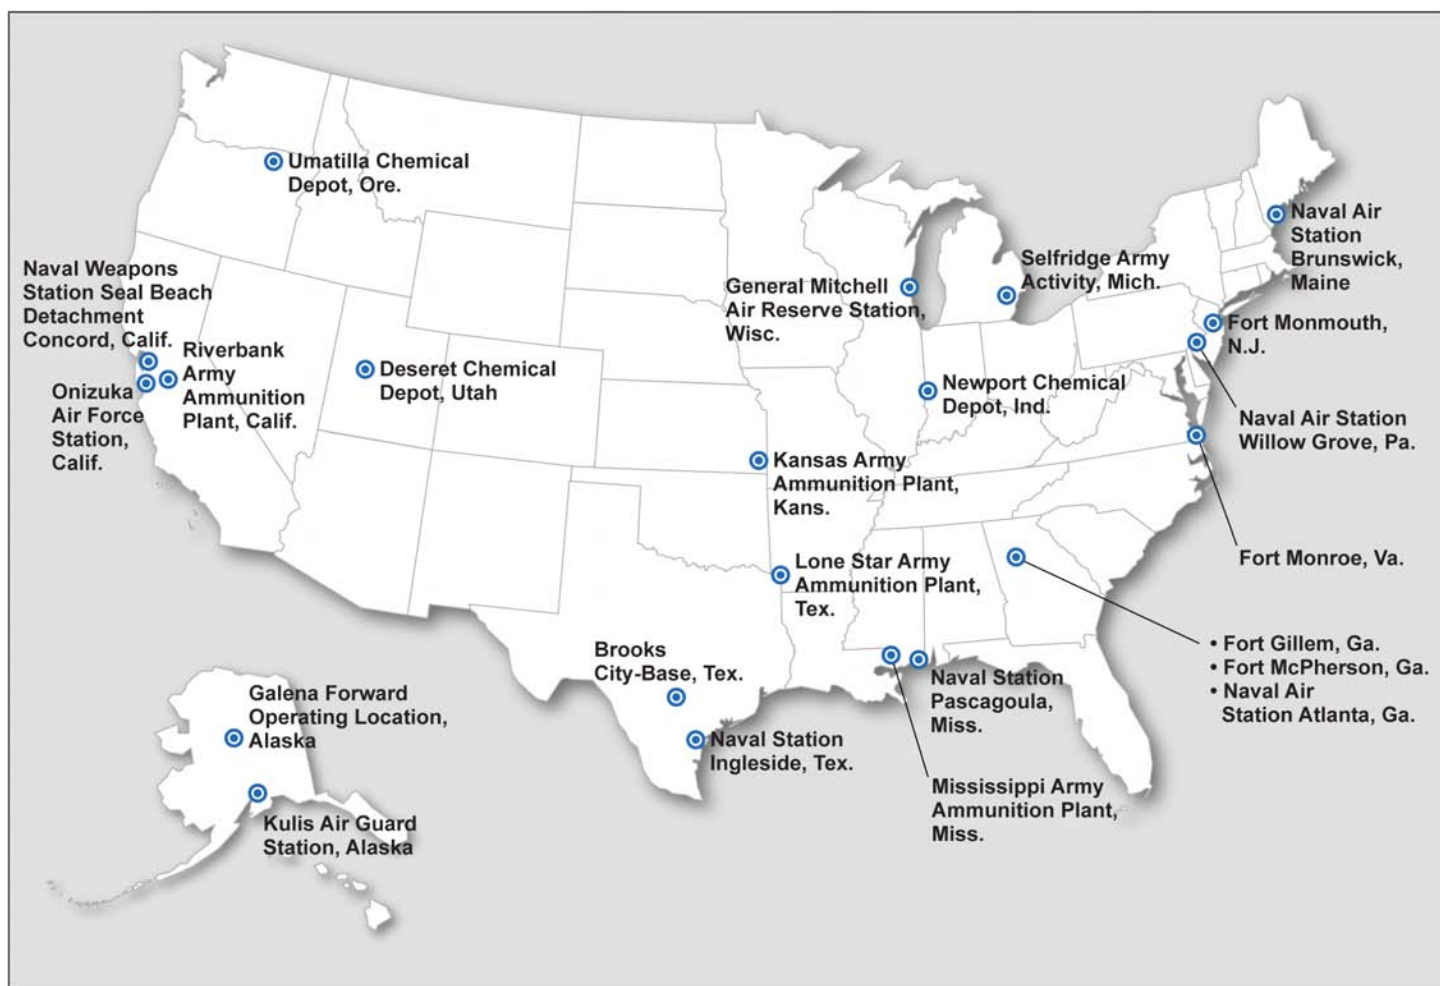 Umatilla Chemical
Depot, Ore.
Naval Weapons
Station Seal Beach
Detachment
Concord, Calif.
Riverbank
Army
Ammunition
Plant, Calif.
Onizuka
Air Force
Station,
Calif.
Deseret Chemical
Depot, Utah
General Mitchell
Air Reserve Station,
Wisc.
Selfridge Army
Activity, Mich.
Naval Air
Station
Brunswick,
Maine
Fort Monmouth,
N.J.
Newport Chemical
Depot, Ind.
Naval Air Station
Willow Grove, Pa.
Kansas Army
Ammunition Plant,
Kans.
Fort Monroe, Va.
Lone Star Army
Ammunition Plant,
Tex.
• Fort Gillem, Ga.
• Fort McPherson, Ga.
• Naval Air
Station Atlanta, Ga.
Brooks
City-Base, Tex.
Naval Station
Pascagoula,
Miss.
Galena Forward
Operating Location,
Alaska
Naval Station
Ingleside, Tex.
Mississippi Army
Ammunition Plant,
Miss.
Kulis Air Guard
Station, Alaska